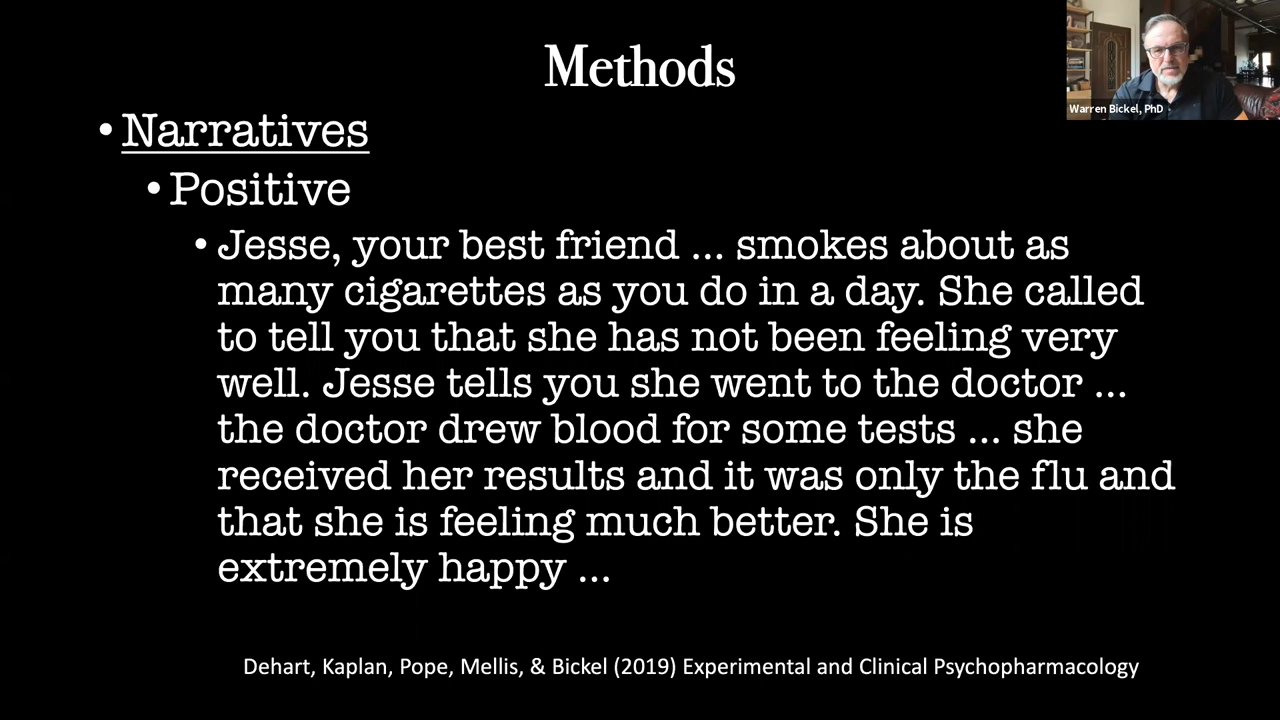 Methods
Warren Bickel, PhD
• Narratives
• Positive
• Jesse, your best friend ... smokes about as
many cigarettes as you do in a day. She called
to tell you that she has not been feeling very
well. Jesse tells you she went to the doctor ...
the doctor drew blood for some tests ... she
received her results and it was only the flu and
that she is feeling much better. She is
extremely happy ...
Dehart, Kaplan, Pope, Mellis, & Bickel (2019) Experimental and Clinical Psychopharmacology